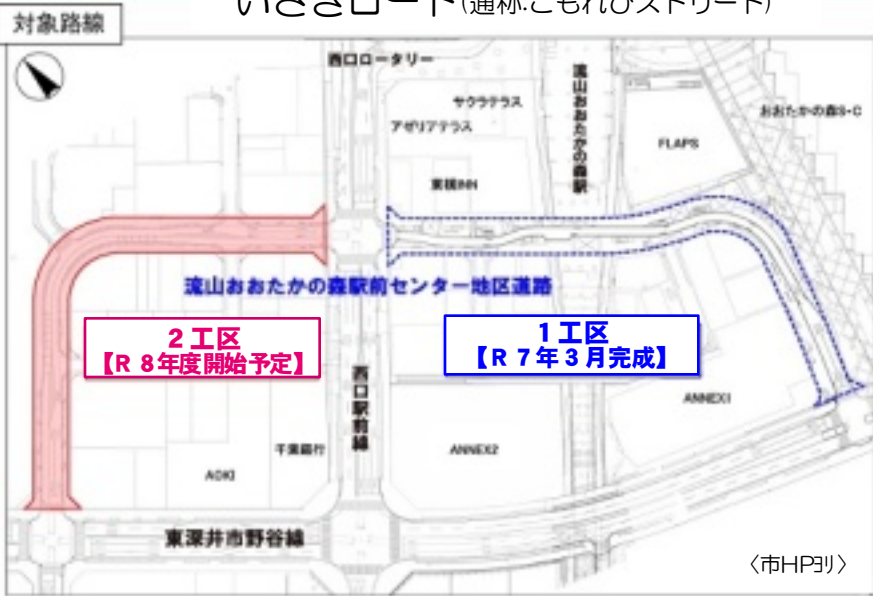 いききロード(通称:こもれびストリート)
対象路線
西口ロータリー
サクラテラス
アゼリアテラス
東横INN
流山おおたかの森駅
FLAPS
おおたかの森S・C
流山おおたかの森駅前センター地区道路
2工区
【R 8年度開始予定】
1工区
【R 7年3月完成】
西口駅前線
千葉銀行
AOKI
ANNEX2
ANNEX1
東深井市野谷線
〈市HPヨリ〉